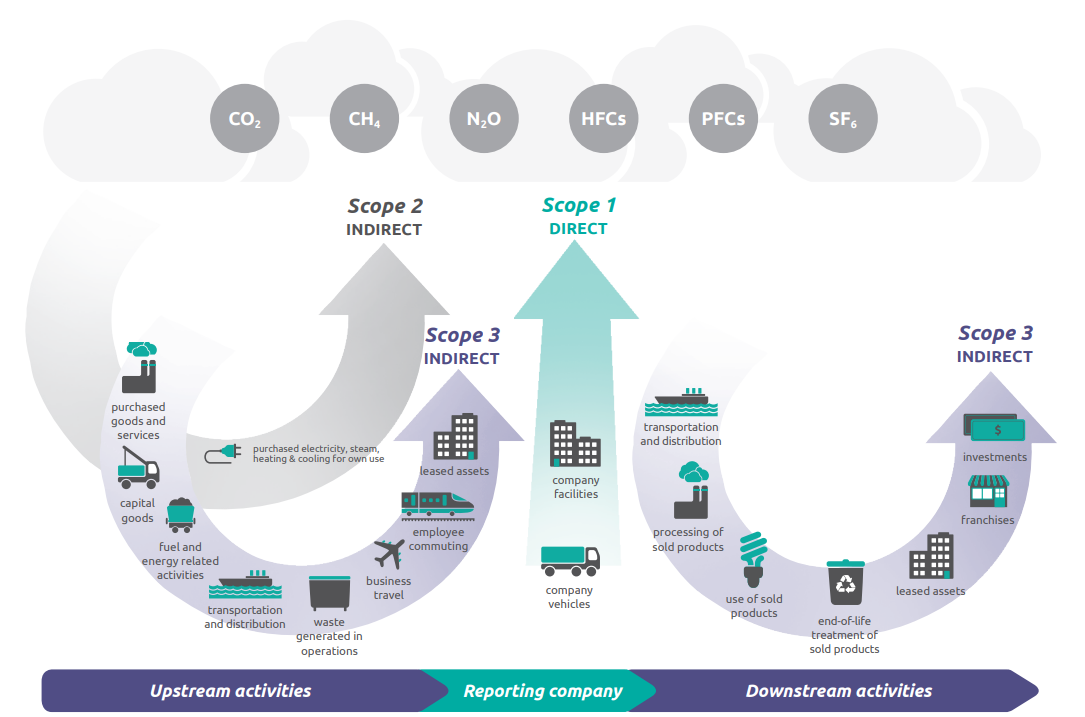 CO₂
CH₄
N₂O
HFCs
PFCs
SF₆
Scope 2
INDIRECT
Scope 1
DIRECT
Scope 3
INDIRECT
Scope 3
INDIRECT
purchased
goods and
services
capital
goods
fuel and
energy related
activities
purchased electricity, steam,
heating & cooling for own use
transportation
and distribution
waste
generated in
operations
business
travel
employee
commuting
leased assets
company
facilities
company
vehicles
transportation
and distribution
processing of
sold products
use of sold
products
end-of-life
treatment of
sold products
leased assets
franchises
$
investments
Upstream activities
Reporting company
Downstream activities